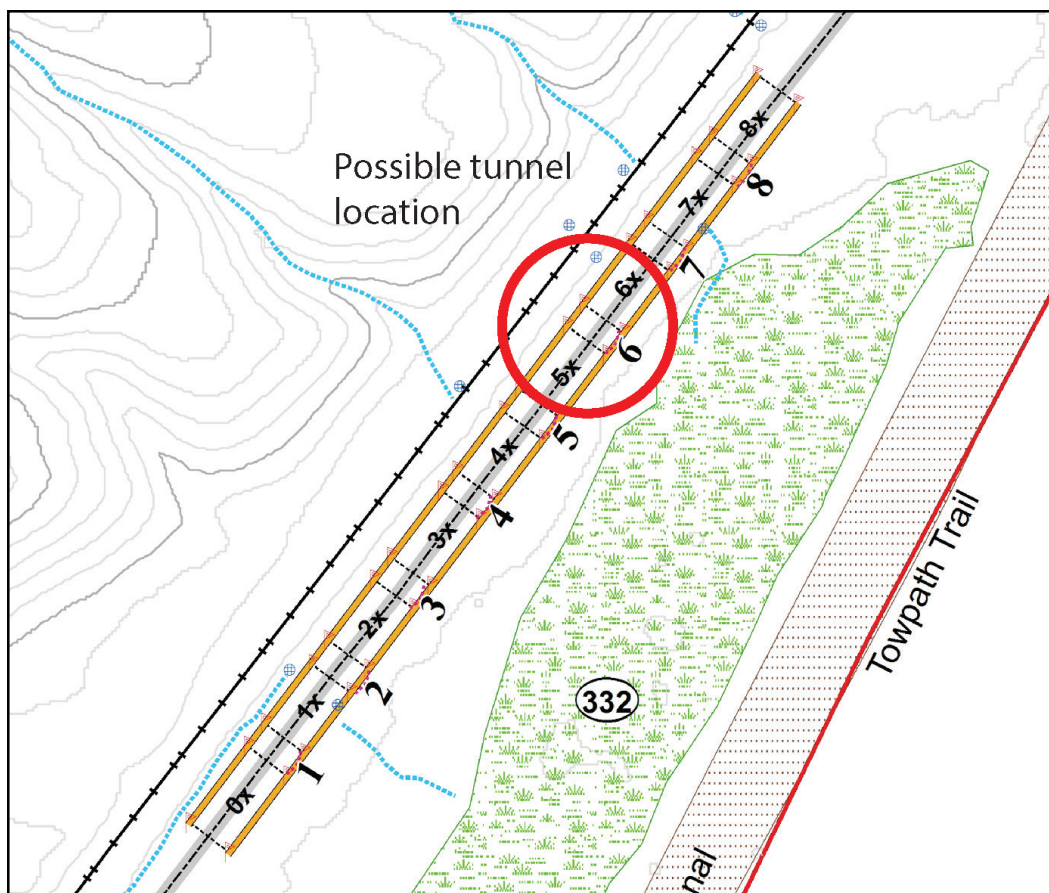 Possible tunnel
location
8x
8
7x
7
6x
6
5x
5
4x
4
3x
3
2x
2
1x
1
0x
332
Towpath Trail
nal